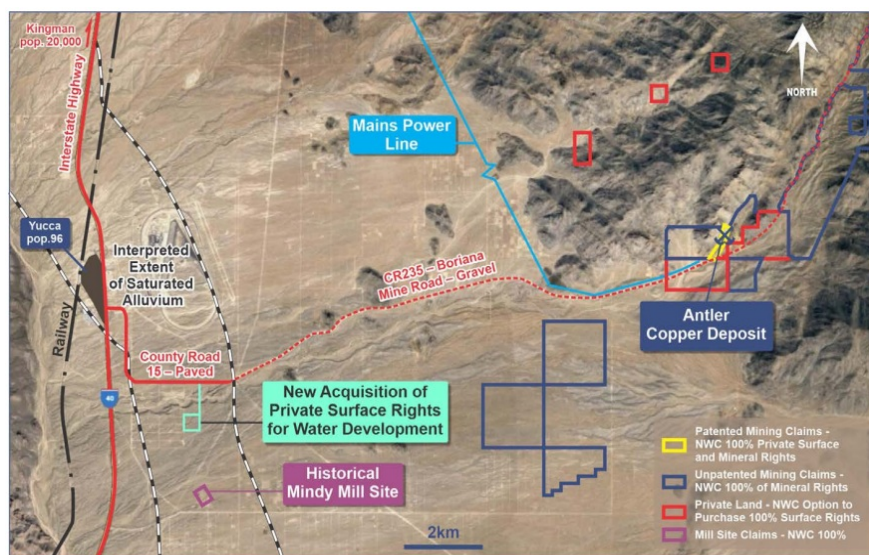 Kingman
pop. 20,000
Interstate Highway
NORTH
Mains Power
Line
Yucca
pop.96
Interpreted
Extent
of Saturated
Alluvium
CR235 – Boriana
Mine Road – Gravel
Railway
Antler
Copper Deposit
County Road
15 – Paved
40
New Acquisition of
Private Surface Rights
for Water Development
Historical
Mindy Mill Site
Patented Mining Claims -
NWC 100% Private Surface
and Mineral Rights
Unpatented Mining Claims -
NWC 100% of Mineral Rights
Private Land - NWC Option to
Purchase 100% Surface Rights
Mill Site Claims - NWC 100%
2km